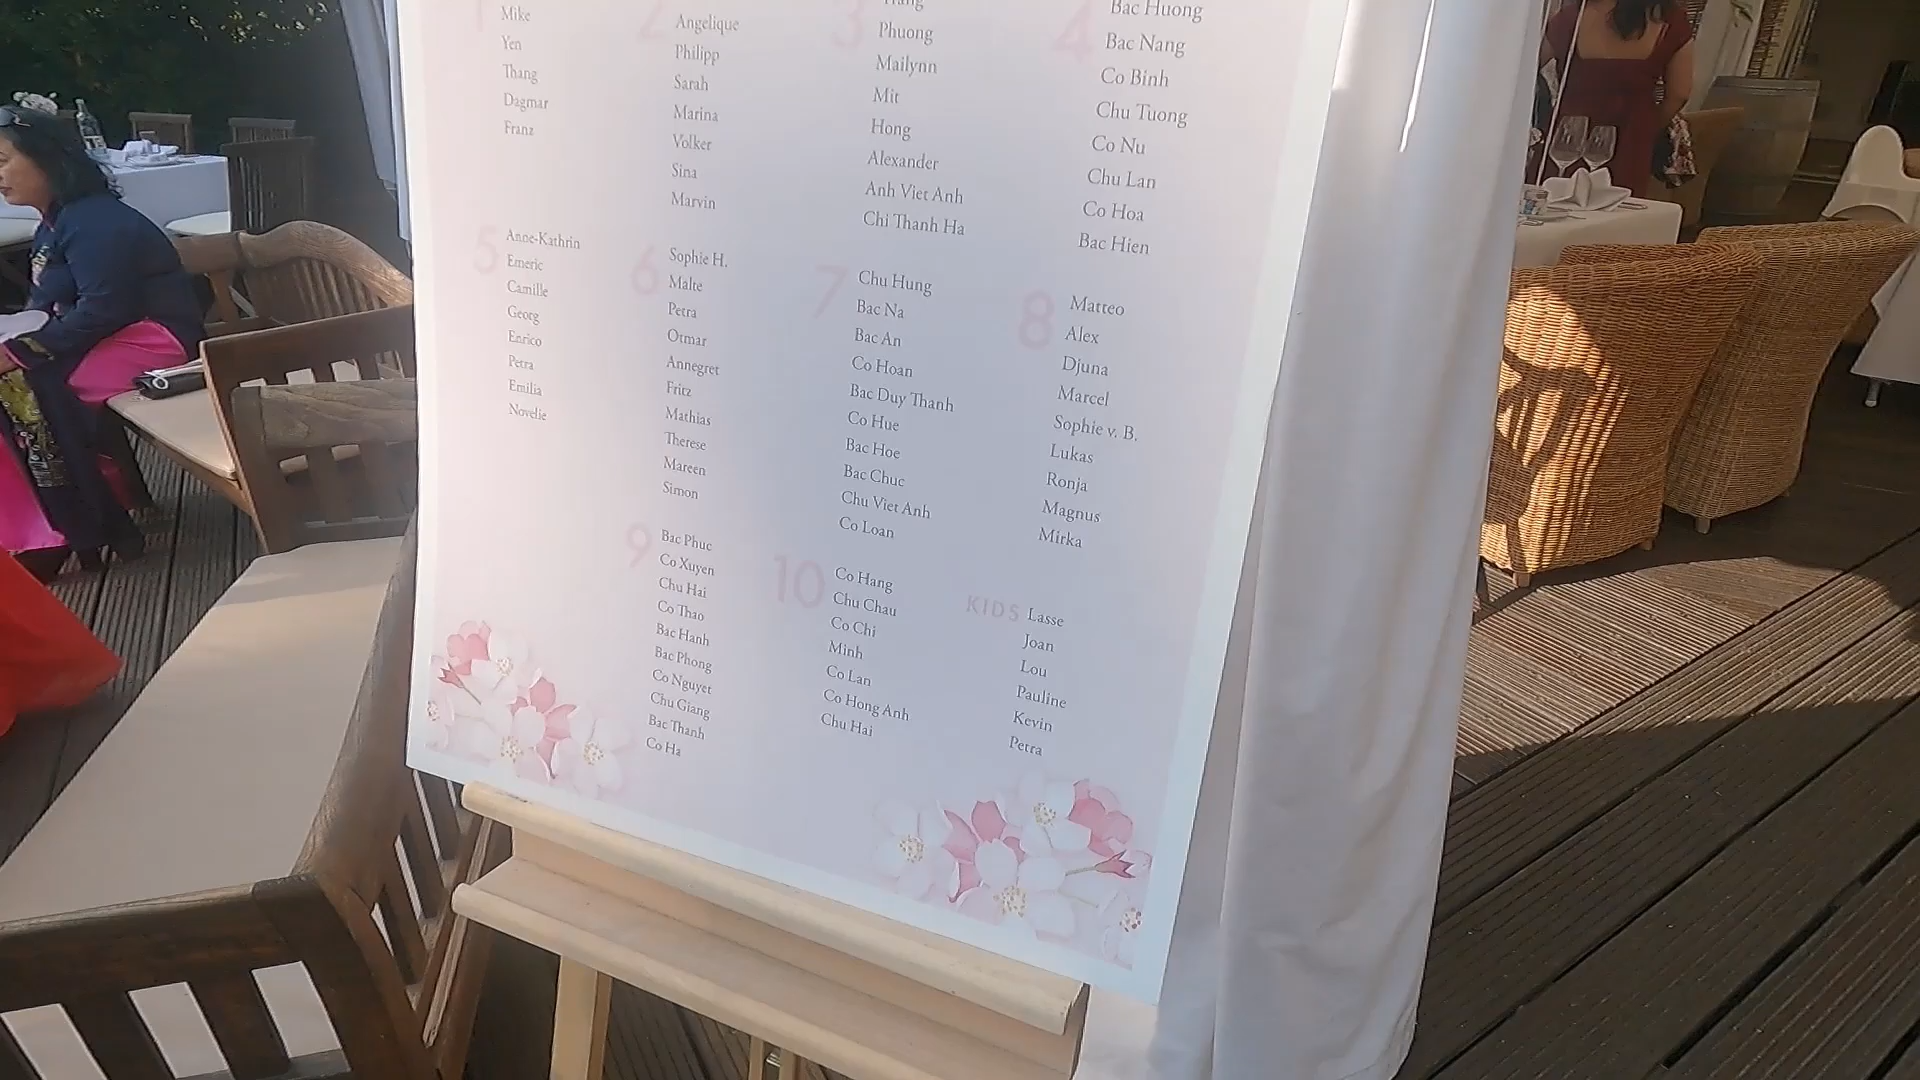 1
Mike
Yen
Thang
Dagmar
Franz
2
Angelique
Philipp
Sarah
Marina
Volker
Sina
Marvin
3
Phuong
Mailynn
Mit
Hong
Alexander
Anh Viet Anh
Chi Thanh Ha
4
Bac Huong
Bac Nang
Co Binh
Chu Tuong
Co Nu
Chu Lan
Co Hoa
Bac Hien
5
Anne-Kathrin
Emeric
Camille
Georg
Enrico
Petra
Emilia
Novelie
6
Sophie H.
Malte
Petra
Otmar
Annegret
Fritz
Mathias
Therese
Mareen
Simon
7
Chu Hung
Bac Na
Bac An
Co Hoan
Bac Duy Thanh
Co Hue
Bac Hoe
Bac Chuc
Chu Viet Anh
Co Loan
8
Matteo
Alex
Djuna
Marcel
Sophie v. B.
Lukas
Ronja
Magnus
Mirka
9
Bac Phuc
Co Xuyen
Chu Hai
Co Thao
Bac Hanh
Bac Phong
Co Nguyet
Chu Giang
Bac Thanh
Co Ha
10
Co Hang
Chu Chau
Co Chi
Minh
Co Lan
Co Hong Anh
Chu Hai
KIDS
Lasse
Joan
Lou
Pauline
Kevin
Petra